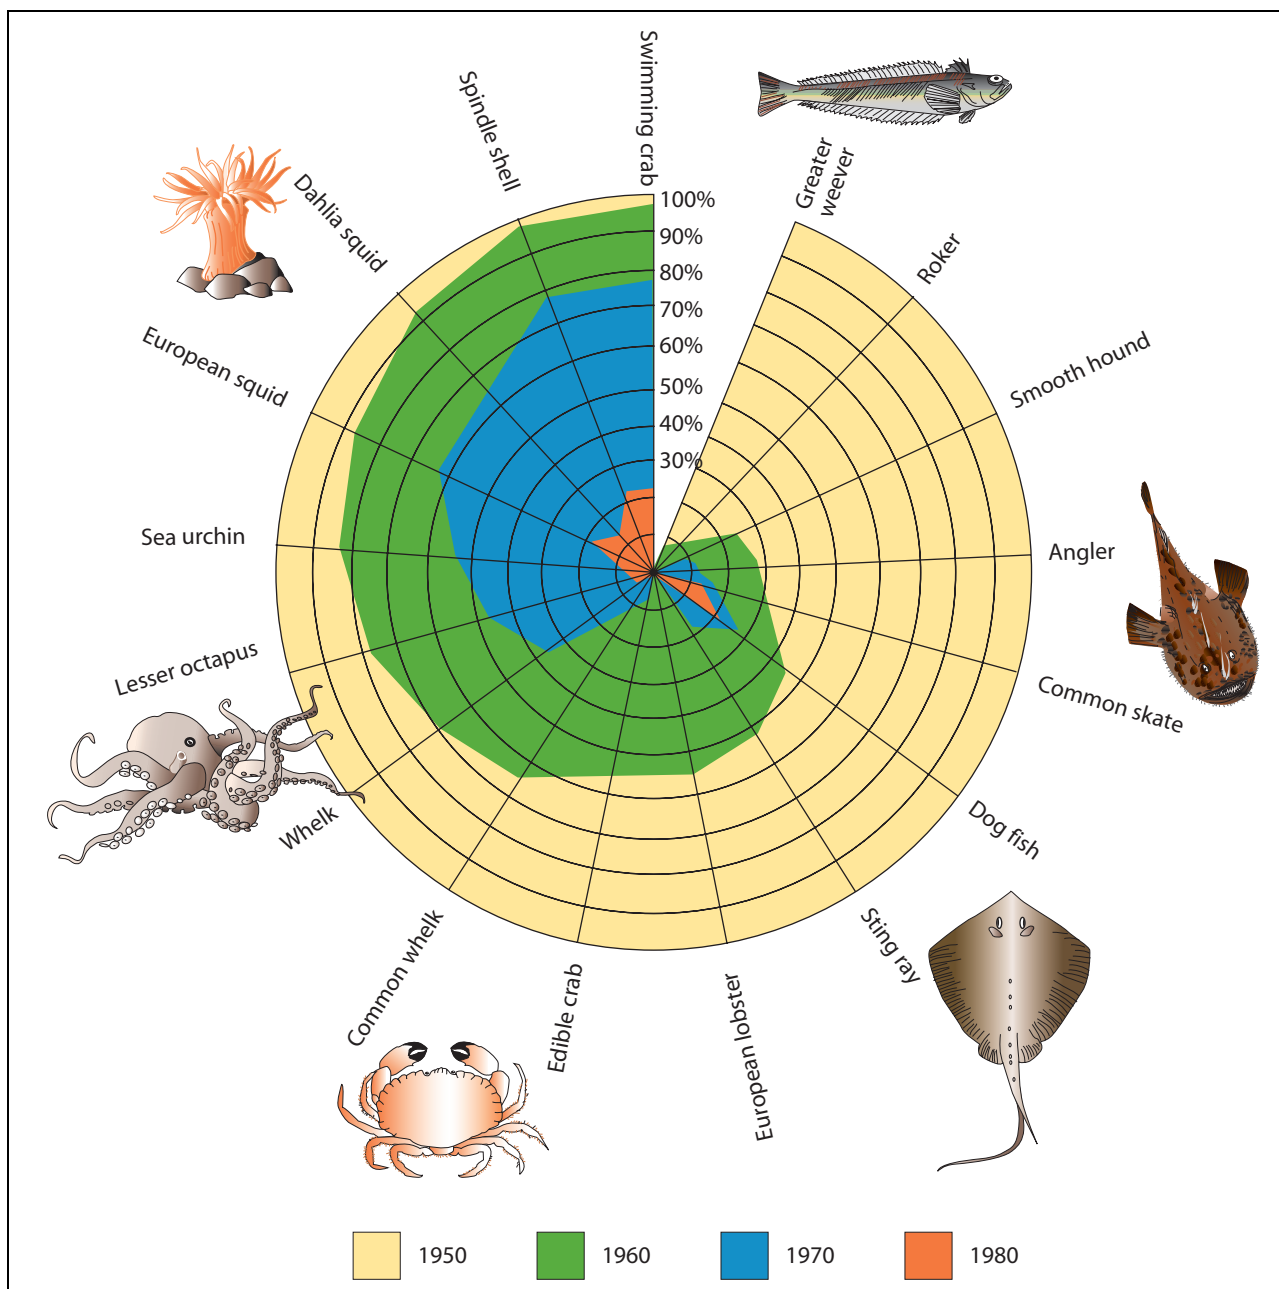 Swimming crab
Spindle shell
Dahlia squid
European squid
Sea urchin
Lesser octopus
Whelk
Common whelk
Edible crab
European lobster
Sting ray
Dog fish
Common skate
Angler
Smooth hound
Roker
Greater
weever
100%
90%
80%
70%
60%
50%
40%
30%
1950
1960
1970
1980